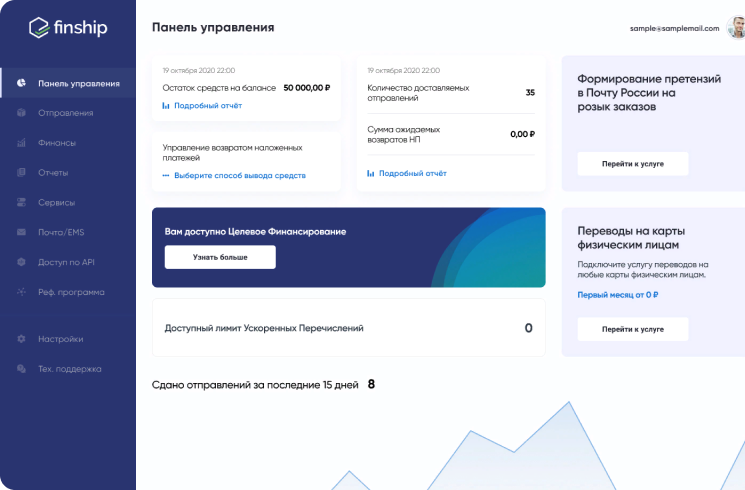 finship
Панель управления
sample@samplemail.com
Панель управления
Отправления
Финансы
Отчеты
Сервисы
Почта/EMS
Доступ по API
Реф. программа
Настройки
Тех. поддержка
19 октября 2020 22:00
Остаток средств на балансе 50 000,00 ₽
Подробный отчёт
Управление возвратом наложенных
платежей
Выберите способ вывода средств
19 октября 2020 22:00
Количество доставляемых
отправлений
35
Сумма ожидаемых
возвратов НП
0,00 ₽
Подробный отчёт
Формирование претензий
в Почту России на
розык заказов
Перейти к услуге
Вам доступно Целевое Финансирование
Узнать больше
Переводы на карты
физическим лицам
Подключите услугу переводов на
любые карты физическим лицам.
Первый месяц от 0 ₽
Перейти к услуге
Доступный лимит Ускоренных Перечислений 0
Сдано отправлений за последние 15 дней 8